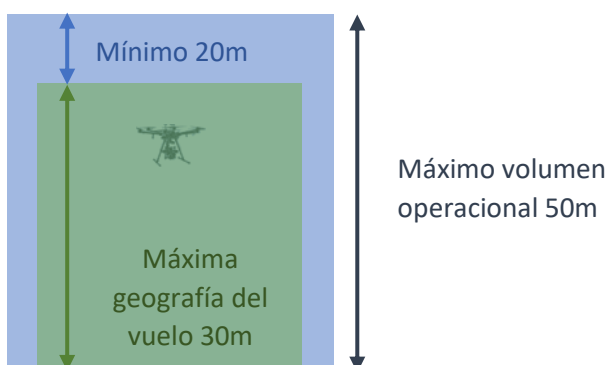 Mínimo 20m
Máximo volumen
operacional 50m
Máxima
geografía del
vuelo 30m